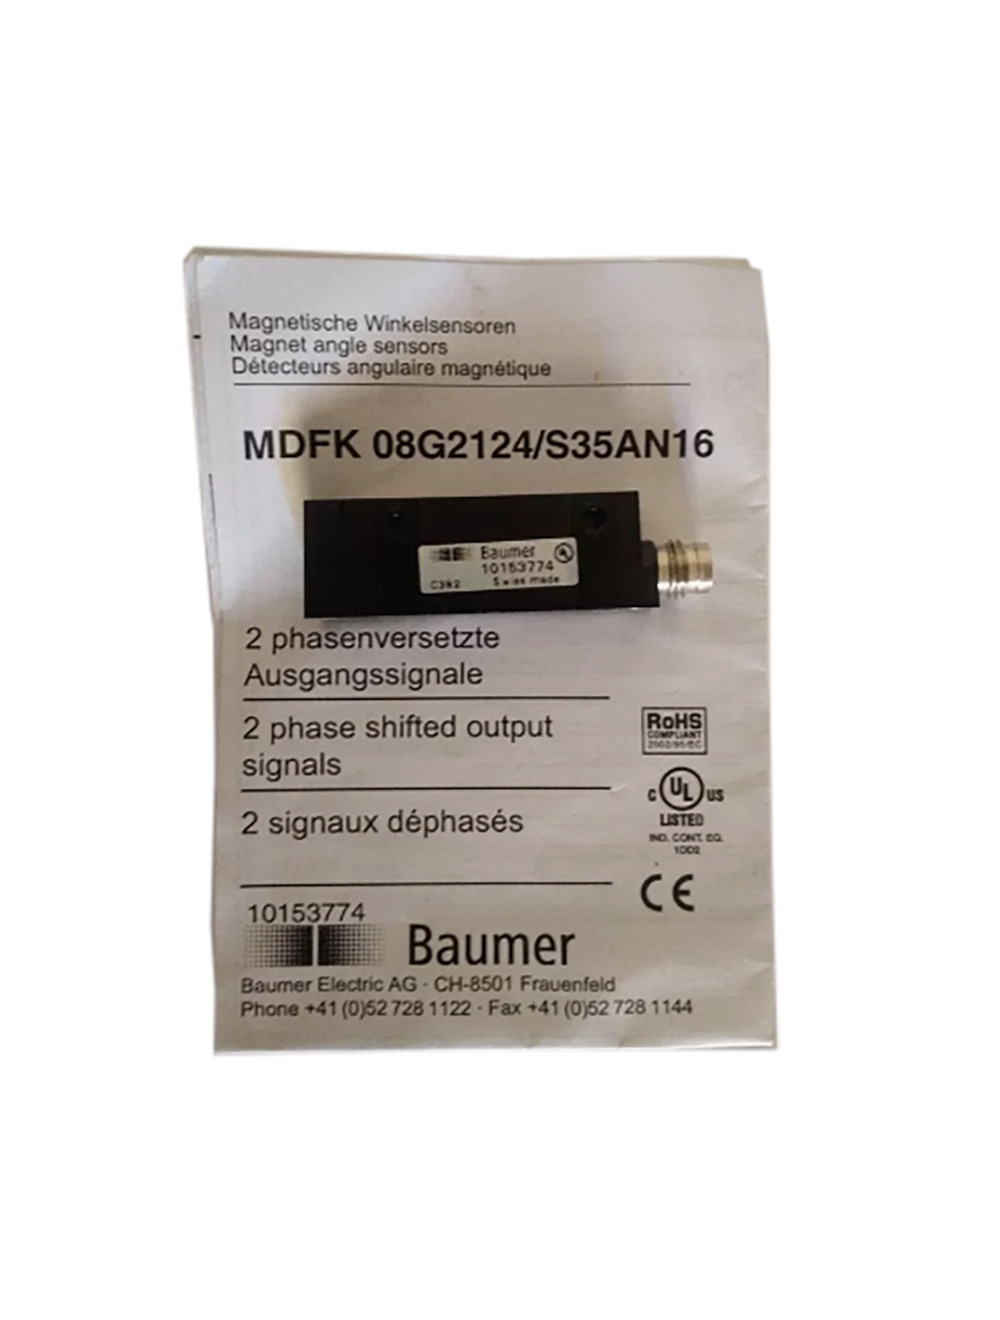 Magnetische Winkelsensoren
Magnet angle sensors
Détecteurs angulaire magnétique
MDFK 08G2124/S35AN16
Baumer
10153774
C382 Swiss made
2 phasenversetzte
Ausgangssignale
2 phase shifted output
signals
2 signaux déphasés
RoHS
COMPLIANT
2002/95/EC
C UL US
LISTED
IND. CONT. EQ.
1DD2
CE
10153774
Baumer
Baumer Electric AG · CH-8501 Frauenfeld
Phone +41 (0)52 728 1122 · Fax +41 (0)52 728 1144